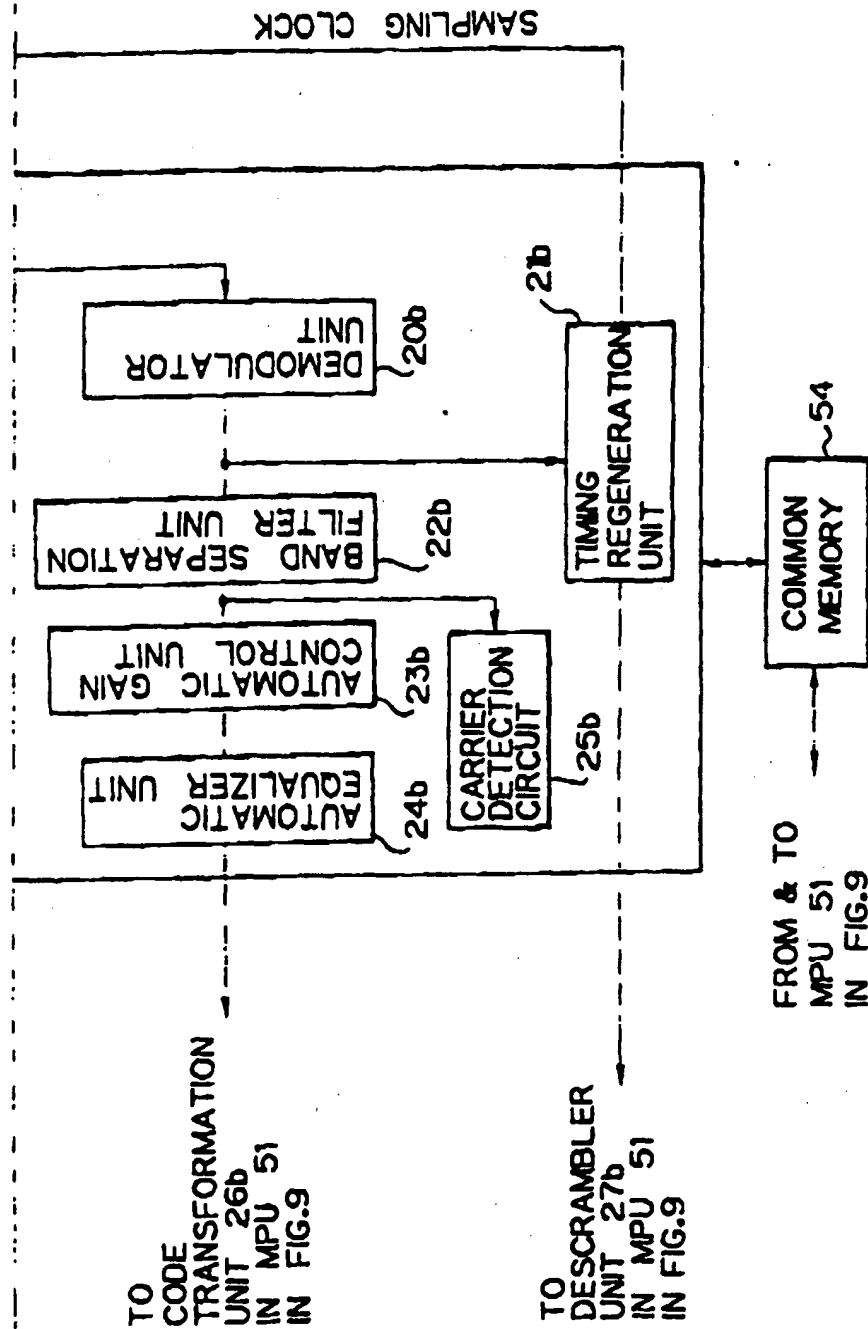 SAMPLING CLOCK
DEMODULATOR
UNIT
20b
21b
BAND SEPARATION
FILTER UNIT
22b
TIMING
REGENERATION
UNIT
AUTOMATIC GAIN
CONTROL UNIT
23b
CARRIER
DETECTION
CIRCUIT
25b
AUTOMATIC
EQUALIZER UNIT
24b
54
COMMON
MEMORY
TO
CODE
TRANSFORMATION
UNIT 26b
IN MPU 51
IN FIG.9
TO
DESCRAMBLER
UNIT 27b
IN MPU 51
IN FIG.9
FROM & TO
MPU 51
IN FIG.9